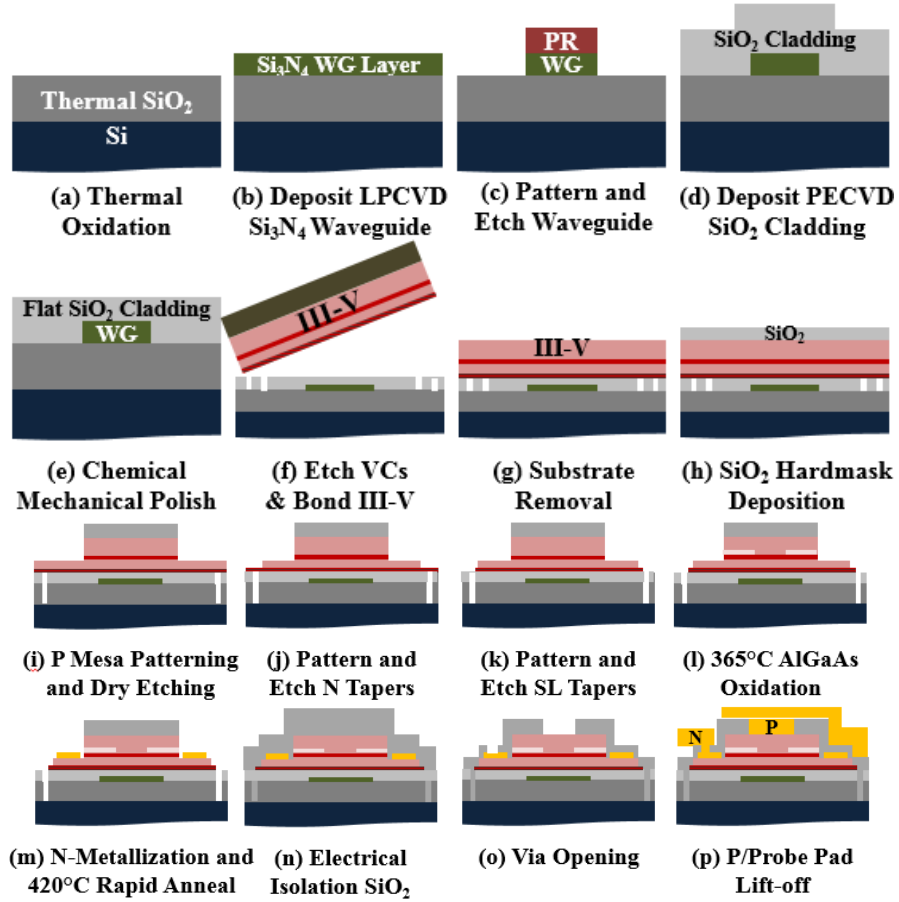 PR
WG
Si₃N₄ WG Layer
SiO₂ Cladding
Thermal SiO₂
Si
(a) Thermal
Oxidation
(b) Deposit LPCVD
Si₃N₄ Waveguide
(c) Pattern and
Etch Waveguide
(d) Deposit PECVD
SiO₂ Cladding
Flat SiO₂ Cladding
WG
III-V
III-V
SiO₂
(e) Chemical
Mechanical Polish
(f) Etch VCs
& Bond III-V
(g) Substrate
Removal
(h) SiO₂ Hardmask
Deposition
(i) P Mesa Patterning
and Dry Etching
(j) Pattern and
Etch N Tapers
(k) Pattern and
Etch SL Tapers
(l) 365°C AlGaAs
Oxidation
N
P
(m) N-Metallization and
420°C Rapid Anneal
(n) Electrical
Isolation SiO₂
(o) Via Opening
(p) P/Probe Pad
Lift-off